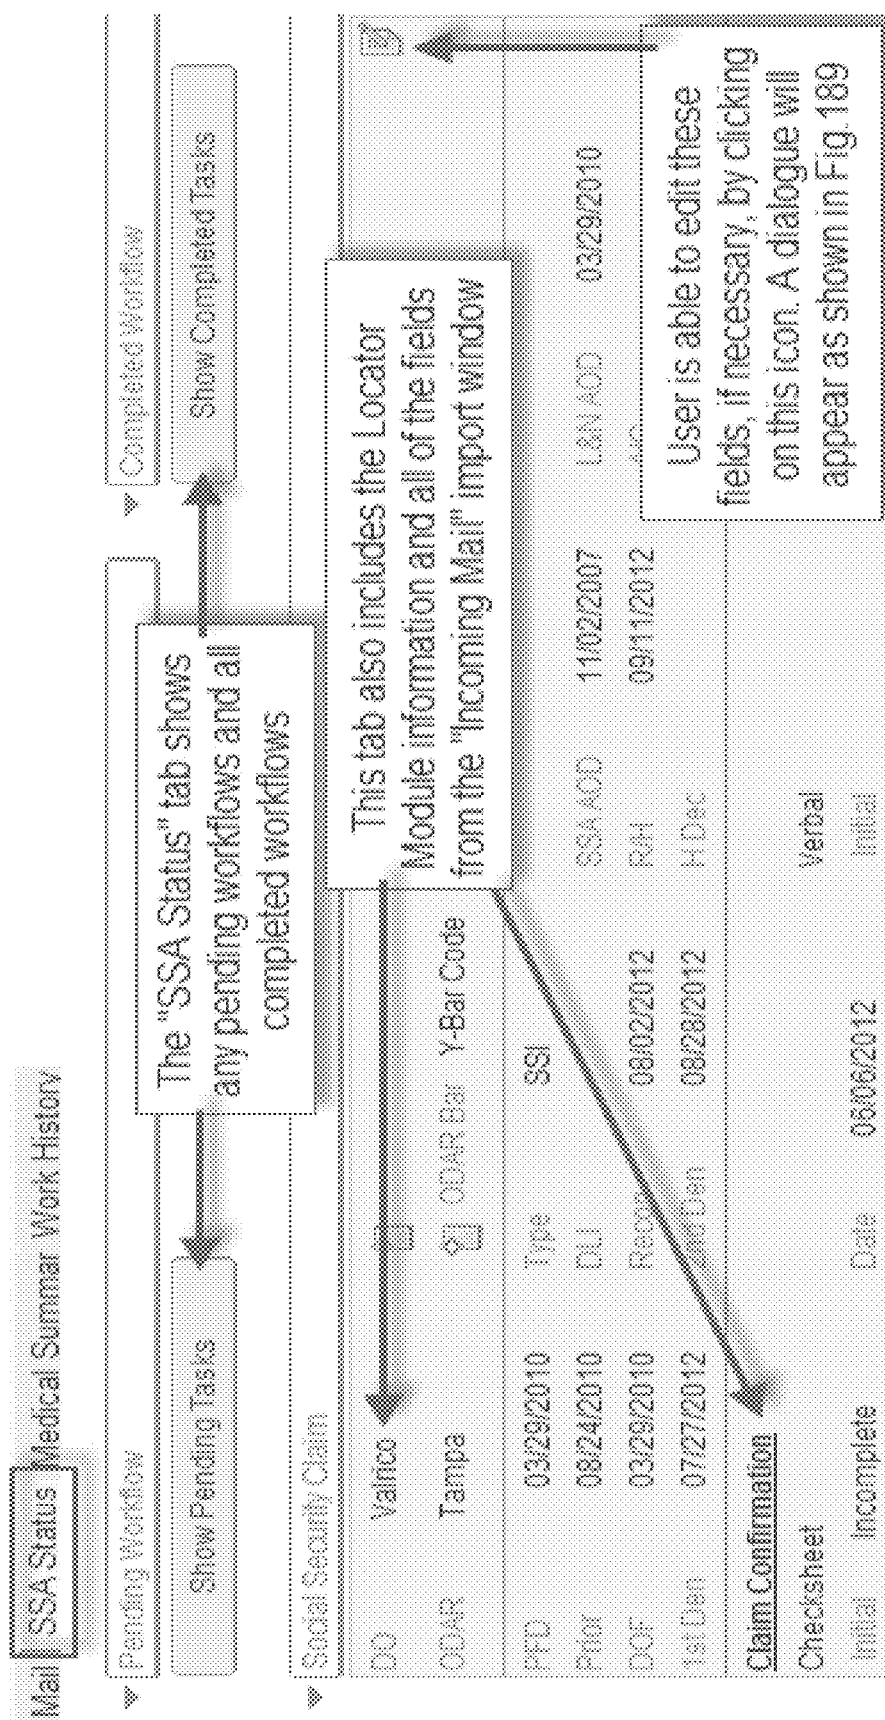 Mail SSA Status Medical Summar Work History
Pending Workflow Completed Workflow
Show Pending Tasks Show Completed Tasks
The "SSA Status" tab shows
any pending workflows and all
completed workflows
Social Security Claim
This tab also includes the Locator
Module information and all of the fields
from the "Incoming Mail" import window
DO Valrico
ODAR Tampa ODAR Bar Y-Bar Code
PFD 03/29/2010 Type SSI
Prior 08/24/2010 DLI SSA AOD 11/02/2007 L&N AOD 03/29/2010
DOF 03/29/2010 08/02/2012 R/H 09/11/2012
1st Den 07/27/2012 2nd Den 08/28/2012 H Dec
User is able to edit these
fields, if necessary, by clicking
on this icon. A dialogue will
appear as shown in Fig.189
Claim Confirmation
Checksheet Verbal
Initial Incomplete Date 06/06/2012 Initial